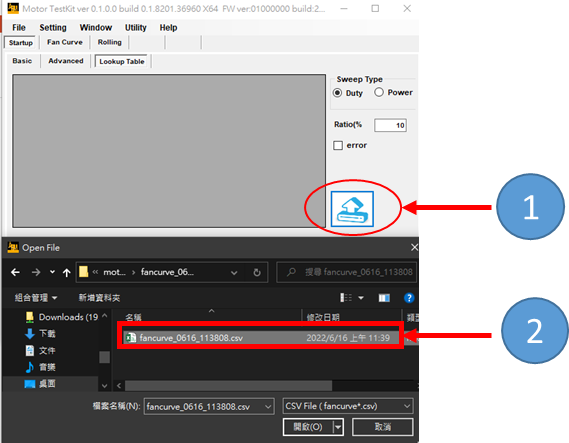 Motor TestKit ver 0.1.0.0 build 0.1.8201.36960 X64 FW ver:01000000 build:2...
File Setting Window Utility Help
Startup Fan Curve Rolling
Basic Advanced Lookup Table
Sweep Type
Duty Power
Ratio(% 10
error
1
Open File
« mot... › fancurve_06... 搜尋 fancurve_0616_113808
組合管理 新增資料夾
名稱 修改日期 類型
Downloads (19
下載
文件
音樂
桌面
fancurve_0616_113808.csv 2022/6/16 上午 11:39
2
檔案名稱(N): fancurve_0616_113808.csv CSV File ( fancurve*.csv)
開啟(O) 取消